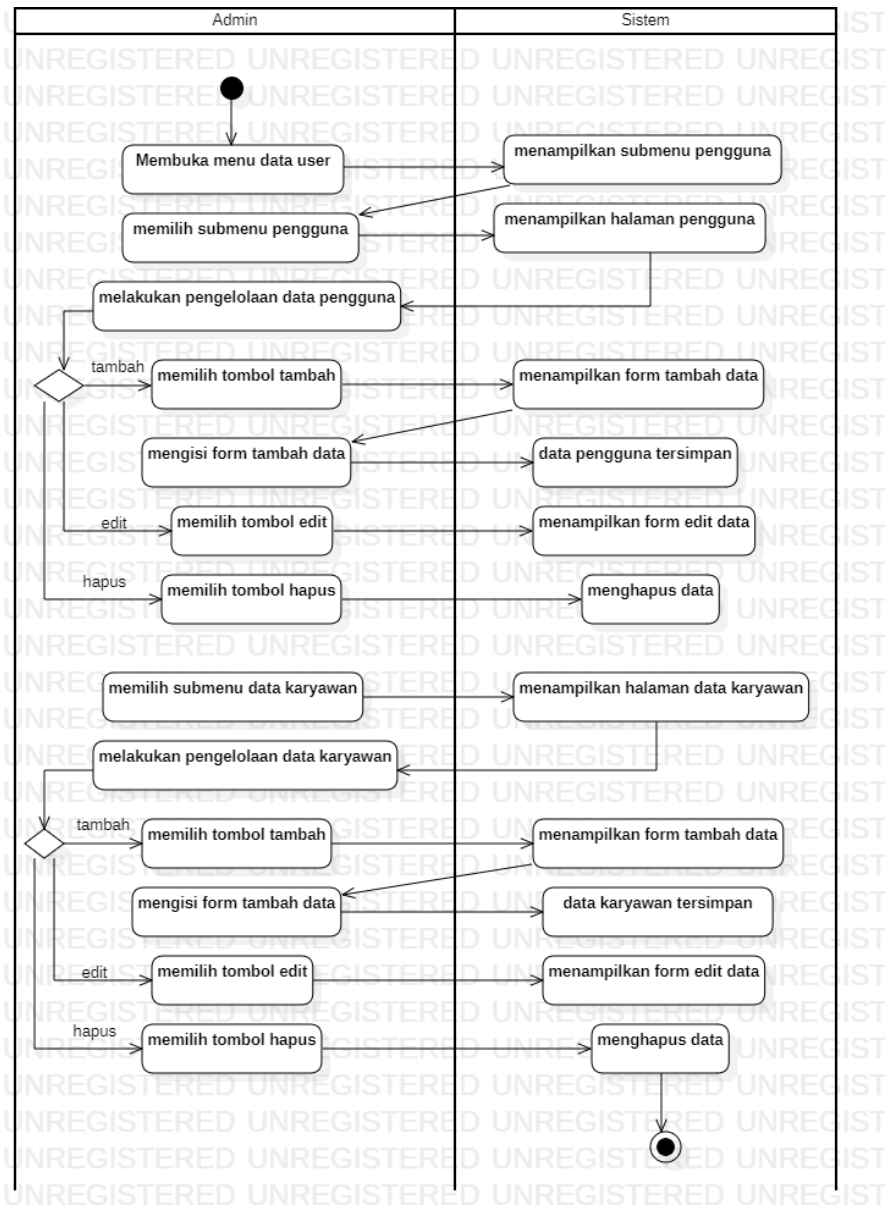 Admin
Sistem
Membuka menu data user
menampilkan submenu pengguna
memilih submenu pengguna
menampilkan halaman pengguna
melakukan pengelolaan data pengguna
tambah
memilih tombol tambah
menampilkan form tambah data
mengisi form tambah data
data pengguna tersimpan
edit
memilih tombol edit
menampilkan form edit data
hapus
memilih tombol hapus
menghapus data
memilih submenu data karyawan
menampilkan halaman data karyawan
melakukan pengelolaan data karyawan
tambah
memilih tombol tambah
menampilkan form tambah data
mengisi form tambah data
data karyawan tersimpan
edit
memilih tombol edit
menampilkan form edit data
hapus
memilih tombol hapus
menghapus data
UNREGISTERED UNREGISTERED UNREGISTERED UNREGIST